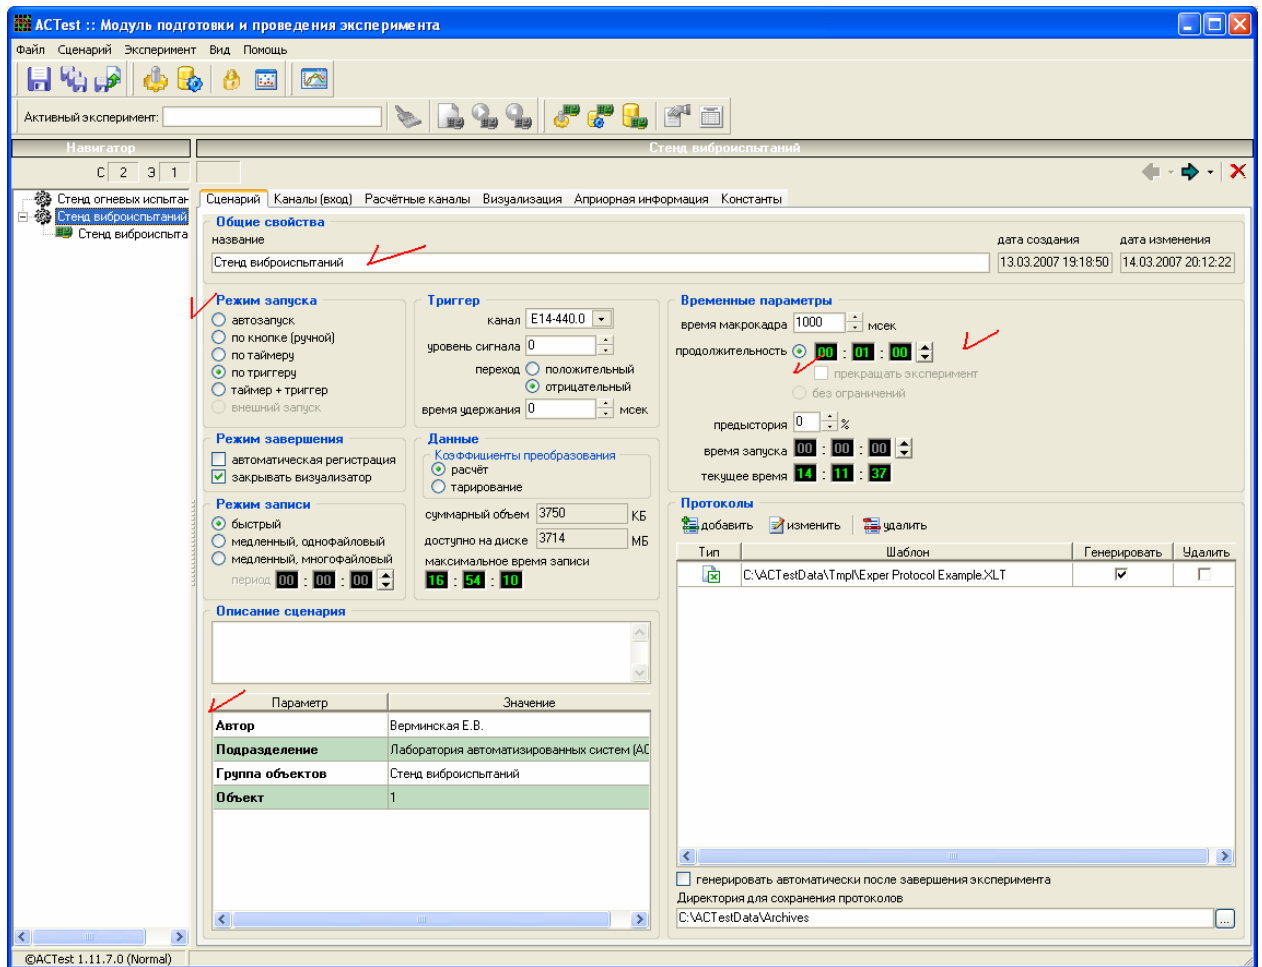 ACTest :: Модуль подготовки и проведения эксперимента
Файл Сценарий Эксперимент Вид Помощь
Активный эксперимент:
Навигатор
Стенд виброиспытаний
С 2 Э 1
Стенд огневых испытан
Стенд виброиспытаний
Стенд виброиспыта
Сценарий Каналы (вход) Расчётные каналы Визуализация Априорная информация Константы
Общие свойства
название
дата создания
дата изменения
Стенд виброиспытаний
13.03.2007 19:18:50
14.03.2007 20:12:22
Режим запуска
автозапуск
по кнопке (ручной)
по таймеру
по триггеру
таймер + триггер
внешний запуск
Триггер
канал E14-440.0
уровень сигнала 0
переход положительный
отрицательный
время удержания 0 мсек
Временные параметры
время макрокадра 1000 мсек
продолжительность 00 : 01 : 00
прекращать эксперимент
без ограничений
предыстория 0 %
время запуска 00 : 00 : 00
текущее время 14 : 11 : 37
Режим завершения
автоматическая регистрация
закрывать визуализатор
Данные
Коэффициенты преобразования
расчёт
тарирование
суммарный объем 3750 КБ
доступно на диске 3714 МБ
максимальное время записи
16 : 54 : 10
Режим записи
быстрый
медленный, однофайловый
медленный, многофайловый
период 00 : 00 : 00
Протоколы
добавить изменить удалить
Тип Шаблон Генерировать Удалить
C:\ACTestData\Tmpl\Exper Protocol Example.XLT
Описание сценария
Параметр Значение
Автор Верминская Е.В.
Подразделение Лаборатория автоматизированных систем (АС
Группа объектов Стенд виброиспытаний
Объект 1
генерировать автоматически после завершения эксперимента
Директория для сохранения протоколов
C:\ACTestData\Archives
...
©ACTest 1.11.7.0 (Normal)